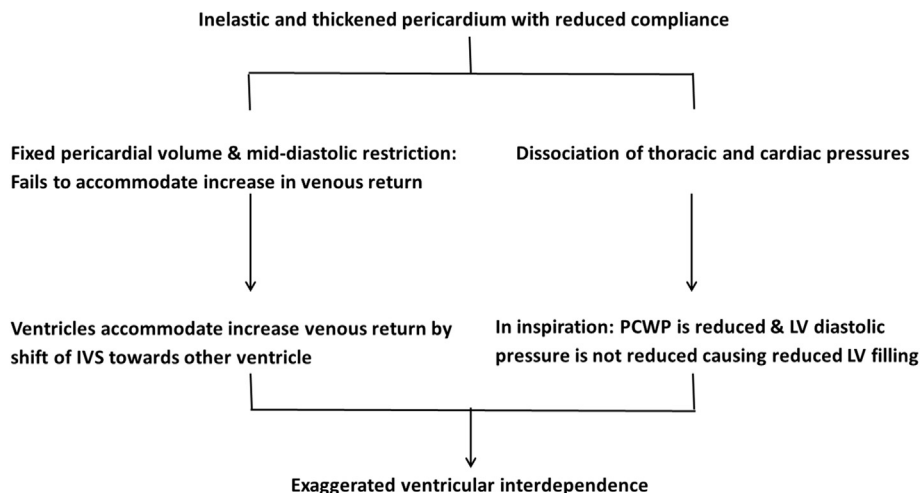 Inelastic and thickened pericardium with reduced compliance
Fixed pericardial volume & mid-diastolic restriction:
Fails to accommodate increase in venous return
Dissociation of thoracic and cardiac pressures
Ventricles accommodate increase venous return by
shift of IVS towards other ventricle
In inspiration: PCWP is reduced & LV diastolic
pressure is not reduced causing reduced LV filling
Exaggerated ventricular interdependence